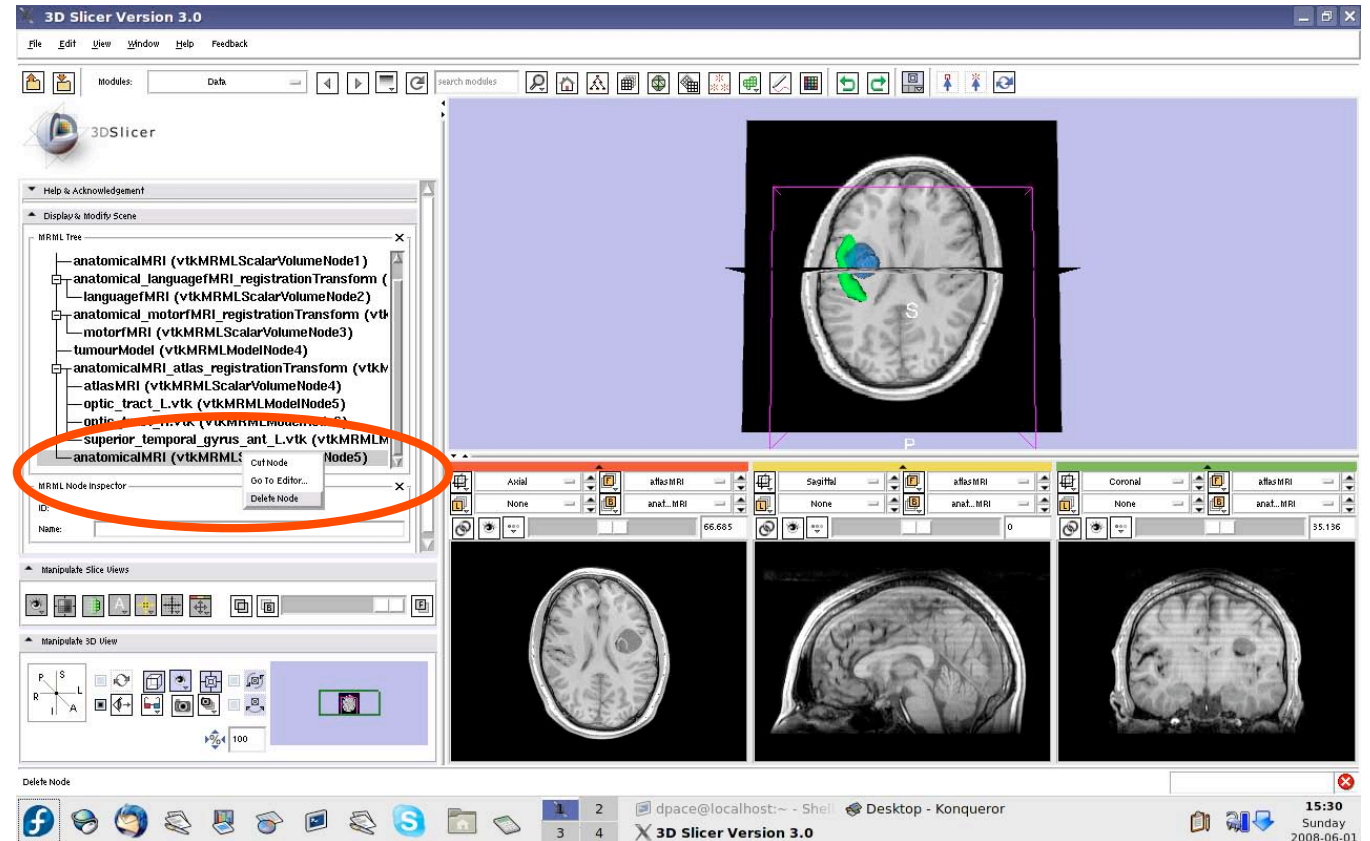 3D Slicer Version 3.0
File Edit View Window Help Feedback
Modules: Data search modules
3DSlicer
Help & Acknowledgement
Display & Modify Scene
MRML Tree
anatomicalMRI (vtkMRMLScalarVolumeNode1)
anatomical_languagefMRI_registrationTransform (
languagefMRI (vtkMRMLScalarVolumeNode2)
anatomical_motorfMRI_registrationTransform (vtk
motorfMRI (vtkMRMLScalarVolumeNode3)
tumourModel (vtkMRMLModelNode4)
anatomicalMRI_atlas_registrationTransform (vtkM
atlasMRI (vtkMRMLScalarVolumeNode4)
optic_tract_L.vtk (vtkMRMLModelNode5)
superior_temporal_gyrus_ant_L.vtk (vtkMRMLM
anatomicalMRI (vtkMRMLS Node5)
Cut Node
Go To Editor...
Delete Node
MRML Node Inspector
ID:
Name:
Manipulate Slice Views
Manipulate 3D View
P S L R I A
100
S
P
Axial atlasMRI
None anat...MRI
66.685
Sagittal atlasMRI
None anat...MRI
0
Coronal atlasMRI
None anat...MRI
35.136
Delete Node
1 2
3 4
dpace@localhost:~ - Shell
Desktop - Konqueror
3D Slicer Version 3.0
15:30
Sunday
2008-06-01